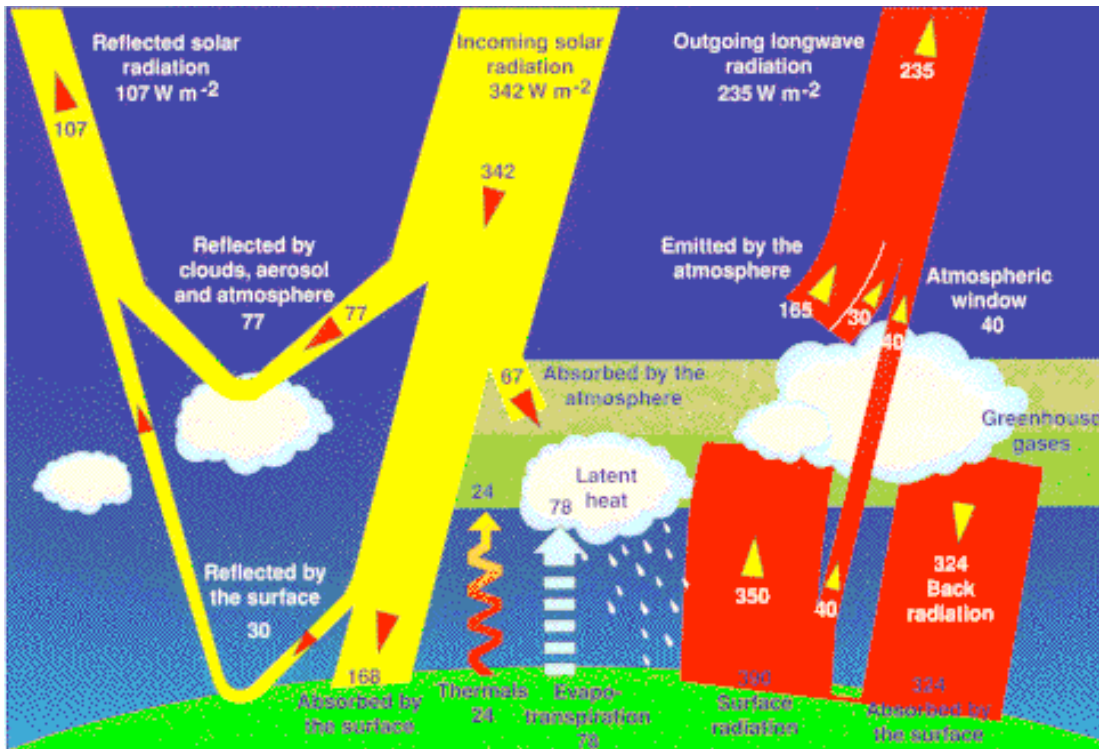 Reflected solar
radiation
107 W m-2
Incoming solar
radiation
342 W m-2
Outgoing longwave
radiation
235 W m-2
235
107
342
Reflected by
clouds, aerosol
and atmosphere
77
77
Emitted by the
atmosphere
165
30
40
Atmospheric
window
40
67
Absorbed by the
atmosphere
Greenhouse
gases
Latent
heat
24
78
324
Back
radiation
350
40
Reflected by
the surface
30
168
Absorbed by
the surface
Thermals
24
Evapo-
transpiration
78
390
Surface
radiation
324
Absorbed by
the surface